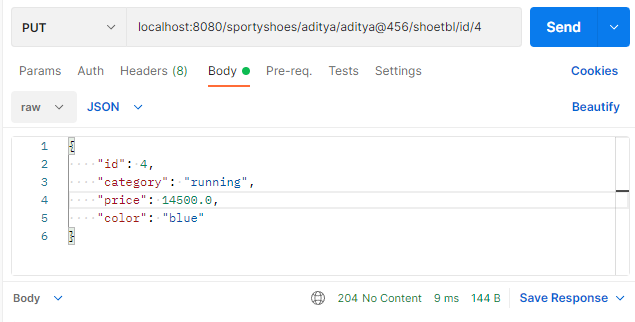 PUT localhost:8080/sportyshoes/aditya/aditya@456/shoetbl/id/4 Send
Params Auth Headers (8) Body Pre-req. Tests Settings Cookies
raw JSON Beautify
1 {
2 "id": 4,
3 "category": "running",
4 "price": 14500.0,
5 "color": "blue"
6 }
Body 204 No Content 9 ms 144 B Save Response